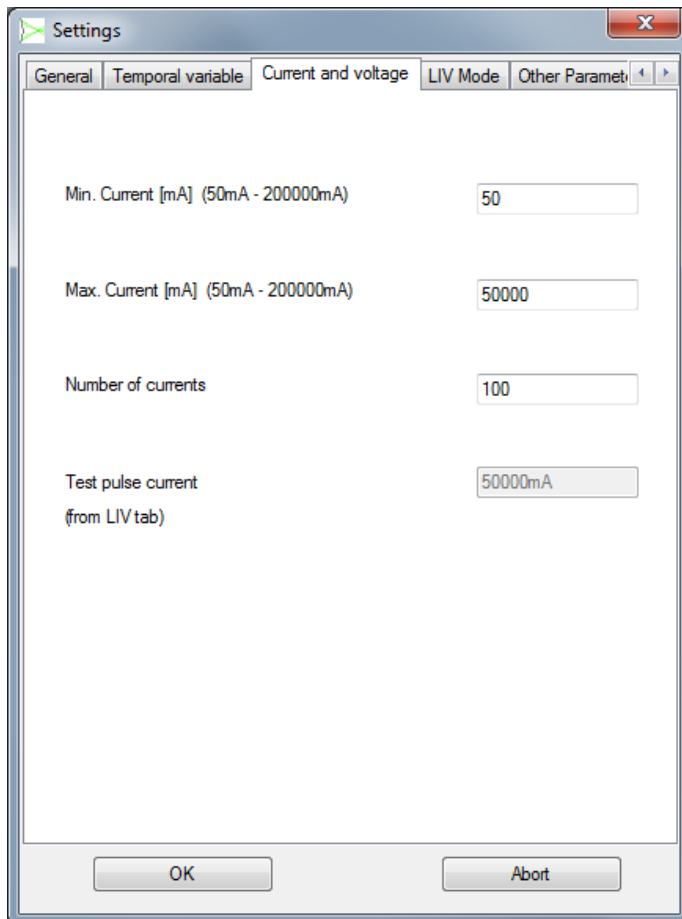 Settings
General Temporal variable Current and voltage LIV Mode Other Paramet
Min. Current [mA] (50mA - 200000mA) 50
Max. Current [mA] (50mA - 200000mA) 50000
Number of currents 100
Test pulse current 50000mA
(from LIV tab)
OK Abort